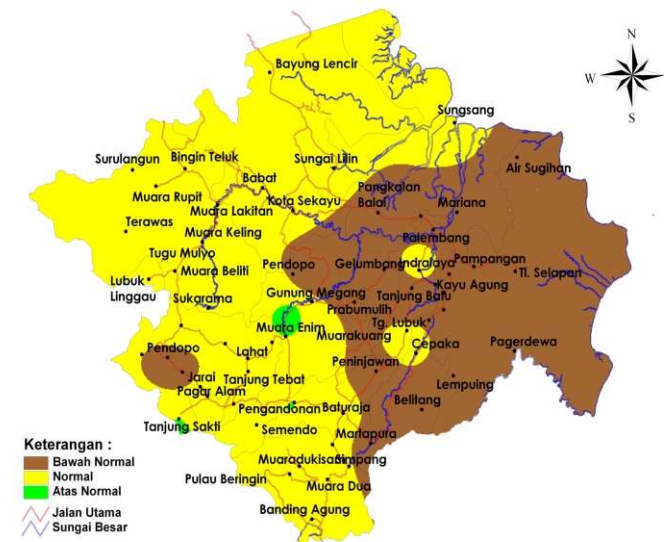 N
W E
S
Bayung Lencir
Sungsang
Surulangun
Bingin Teluk
Sungai Lilin
Air Sugihan
Babat
Muara Rupit
Pangkalan
Balai
Mariana
Muara Lakitan
Kota Sekayu
Terawas
Muara Keling
Palembang
Tugu Mulyo
Pendopo
Gelumbang
Indralaya
Pampangan
Muara Beliti
Kayu Agung
Tl. Selapan
Lubuk
Linggau
Gunung Megang
Tanjung Batu
Sukarama
Prabumulih
Muara Enim
Muarakuang
Tg. Lubuk
Pendopo
Lahat
Cepaka
Pagerdewa
Jarai
Tanjung Tebat
Peninjawan
Lempuing
Pagar Alam
Pengandonan
Baturaja
Belitang
Tanjung Sakti
Semendo
Martapura
Keterangan :
Bawah Normal
Muaradukisam
Simpang
Normal
Pulau Beringin
Muara Dua
Atas Normal
Jalan Utama
Banding Agung
Sungai Besar